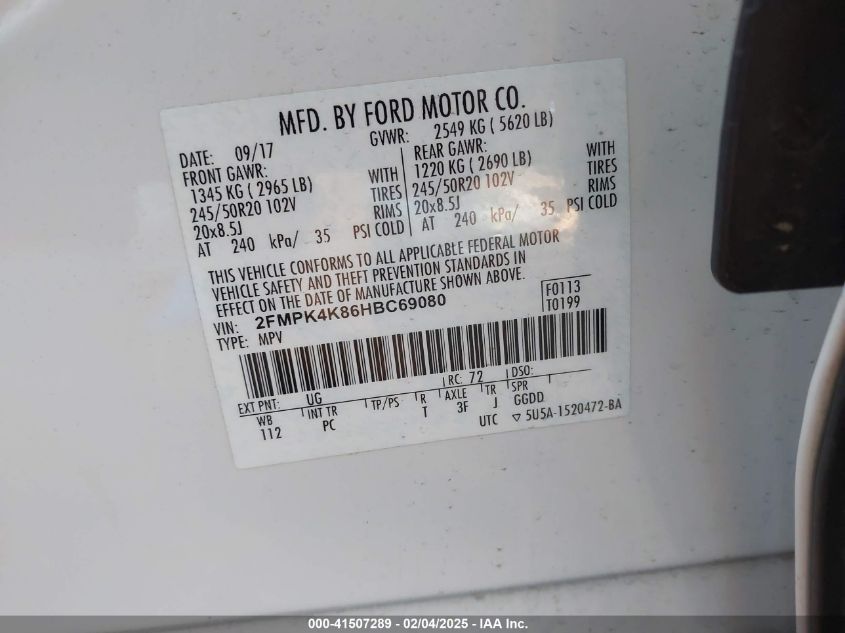 MFD. BY FORD MOTOR CO.
DATE: 09/17 GVWR: 2549 KG ( 5620 LB)
FRONT GAWR: REAR GAWR:
1345 KG ( 2965 LB) WITH 1220 KG ( 2690 LB) WITH
245/50R20 102V TIRES 245/50R20 102V TIRES
20x8.5J RIMS 20x8.5J RIMS
AT 240 kPa/ 35 PSI COLD AT 240 kPa/ 35 PSI COLD
THIS VEHICLE CONFORMS TO ALL APPLICABLE FEDERAL MOTOR
VEHICLE SAFETY AND THEFT PREVENTION STANDARDS IN
EFFECT ON THE DATE OF MANUFACTURE SHOWN ABOVE.
VIN: 2FMPK4K86HBC69080 F0113
TYPE: MPV T0199
EXT PNT: UG RC: 72 DSO:
WB INT TR TP/PS R AXLE TR SPR
112 PC T 3F J GGDD
UTC ▽ 5U5A-1520472-BA
000-41507289 - 02/04/2025 - IAA Inc.